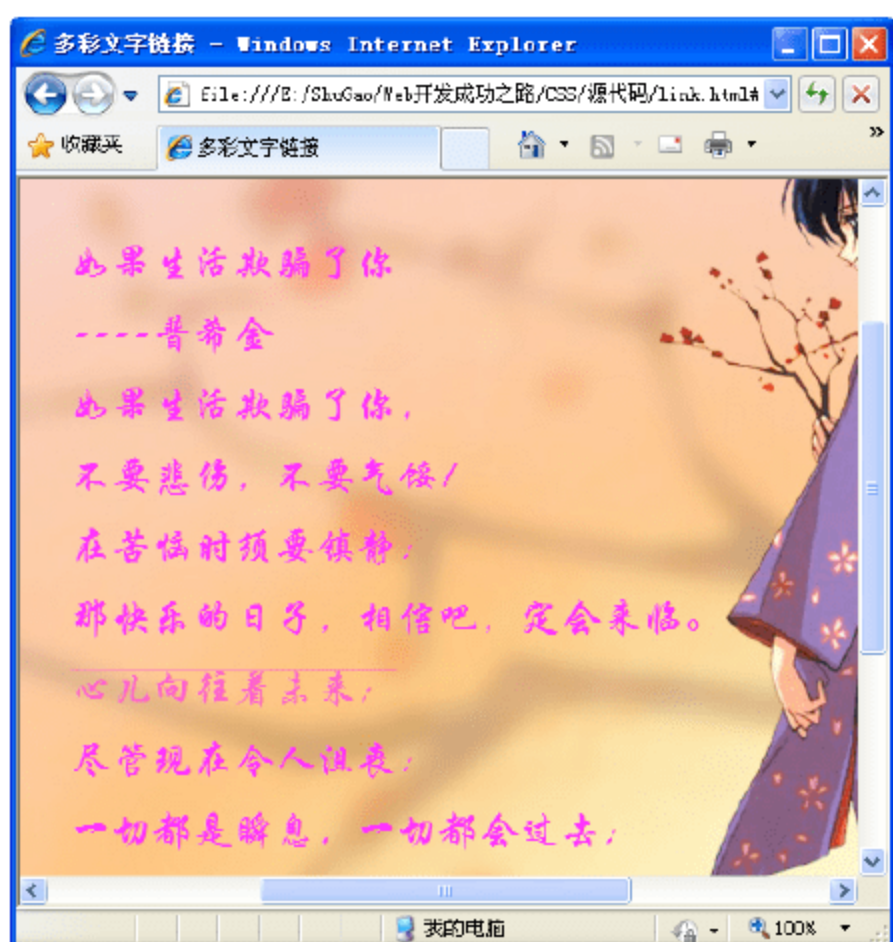 多彩文字链接 - Windows Internet Explorer
file:///E:/ShuGao/Web开发成功之路/CSS/源代码/link.html#
收藏夹
多彩文字链接
»
如果生活欺骗了你
----普希金
如果生活欺骗了你,
不要悲伤, 不要气馁!
在苦恼时须要镇静;
那快乐的日子, 相信吧, 定会来临。
心儿向往着未来;
尽管现在令人沮丧;
一切都是瞬息, 一切都会过去;
我的电脑
100%